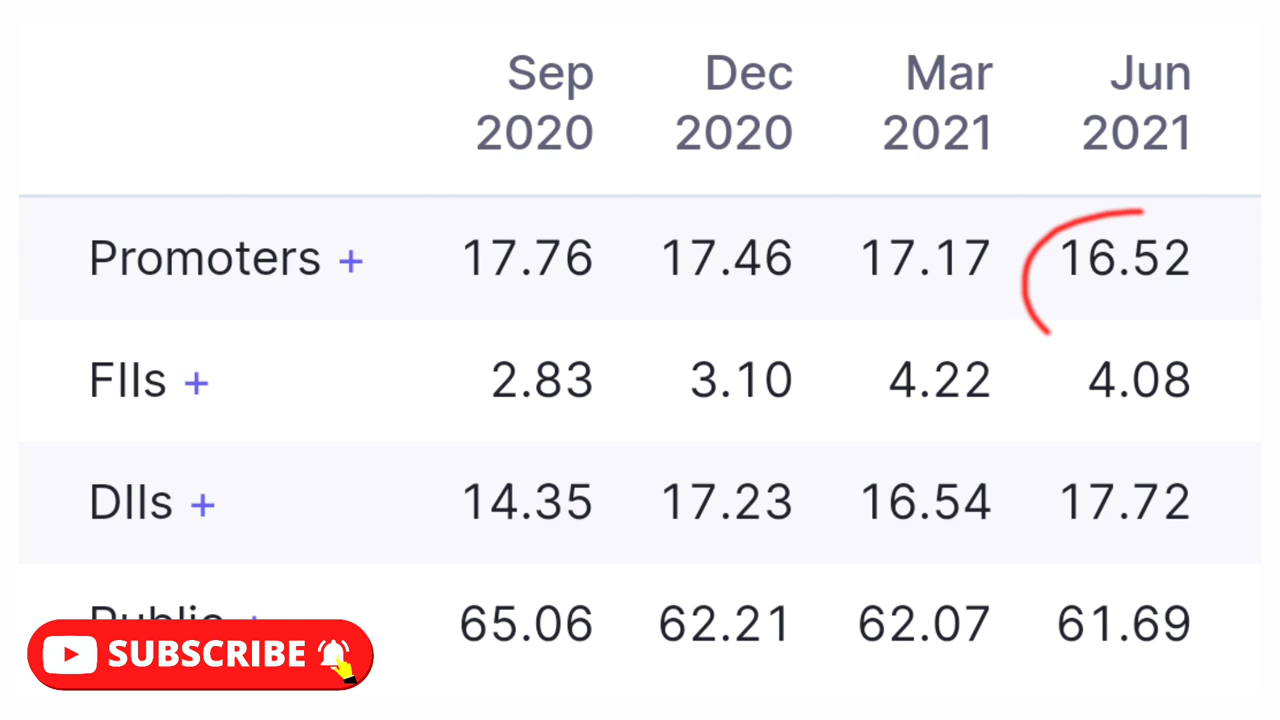 Sep Dec Mar Jun
2020 2020 2021 2021
Promoters + 17.76 17.46 17.17 16.52
FIIs + 2.83 3.10 4.22 4.08
DIIs + 14.35 17.23 16.54 17.72
Public + 65.06 62.21 62.07 61.69
SUBSCRIBE